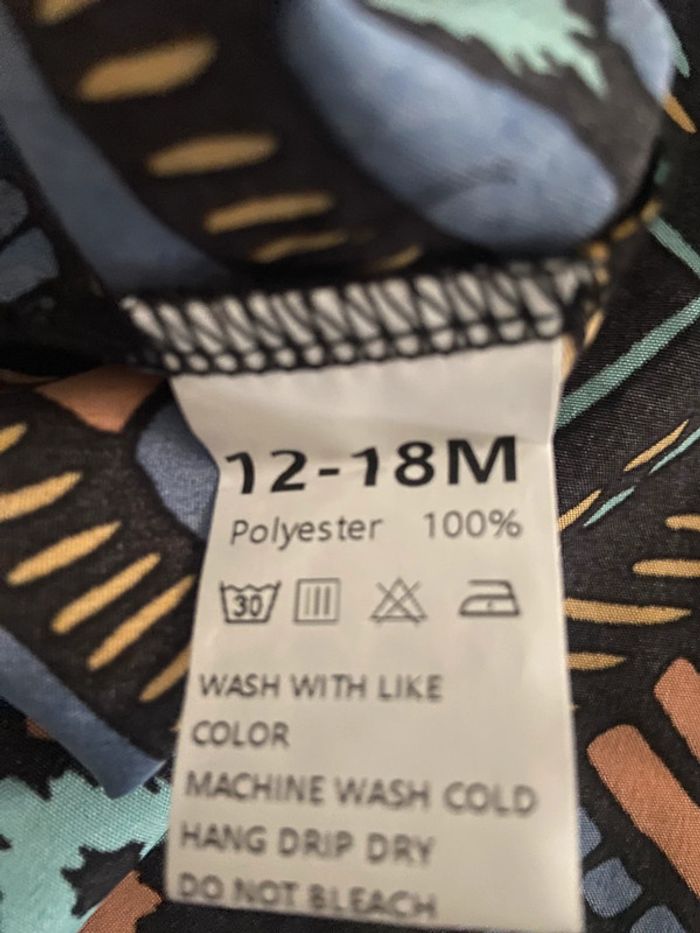 12-18M
Polyester 100%
30
WASH WITH LIKE
COLOR
MACHINE WASH COLD
HANG DRIP DRY
DO NOT BLEACH